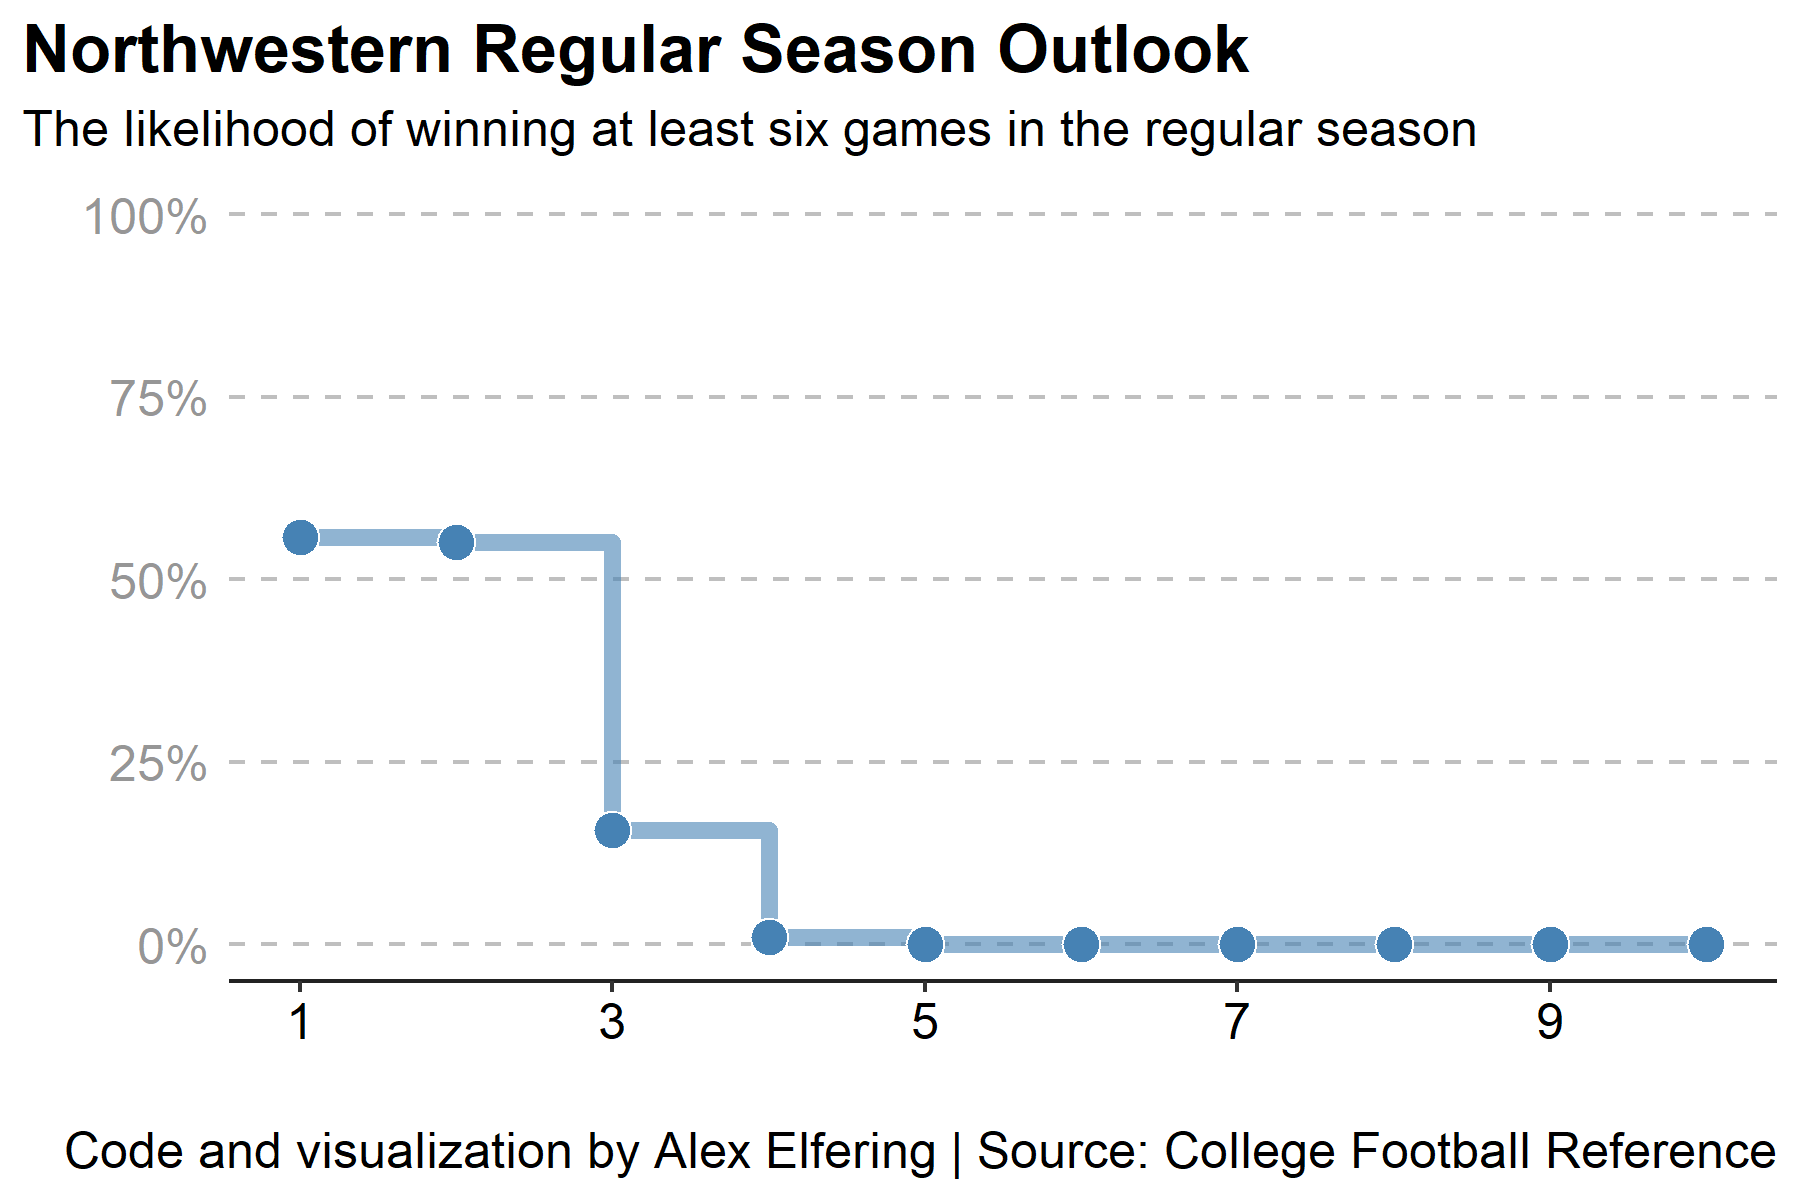 Northwestern Regular Season Outlook
The likelihood of winning at least six games in the regular season
100%
75%
50%
25%
0%
1 3 5 7 9
Code and visualization by Alex Elfering | Source: College Football Reference